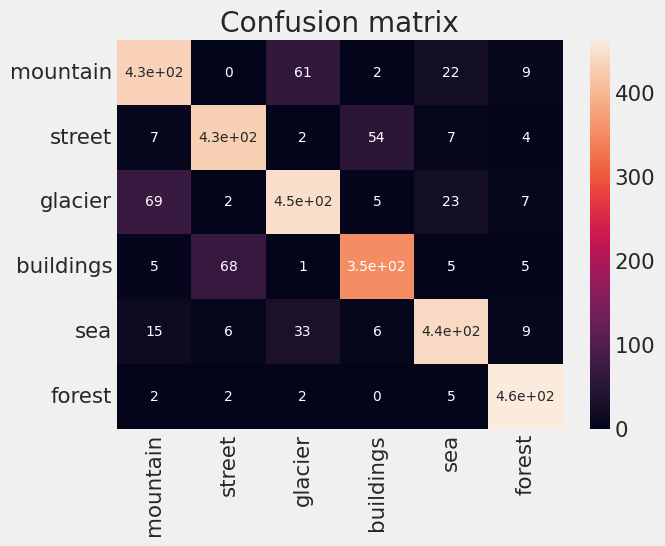 Confusion matrix
mountain 4.3e+02 0 61 2 22 9
street 7 4.3e+02 2 54 7 4
glacier 69 2 4.5e+02 5 23 7
buildings 5 68 1 3.5e+02 5 5
sea 15 6 33 6 4.4e+02 9
forest 2 2 2 0 5 4.6e+02
mountain street glacier buildings sea forest
400
300
200
100
0